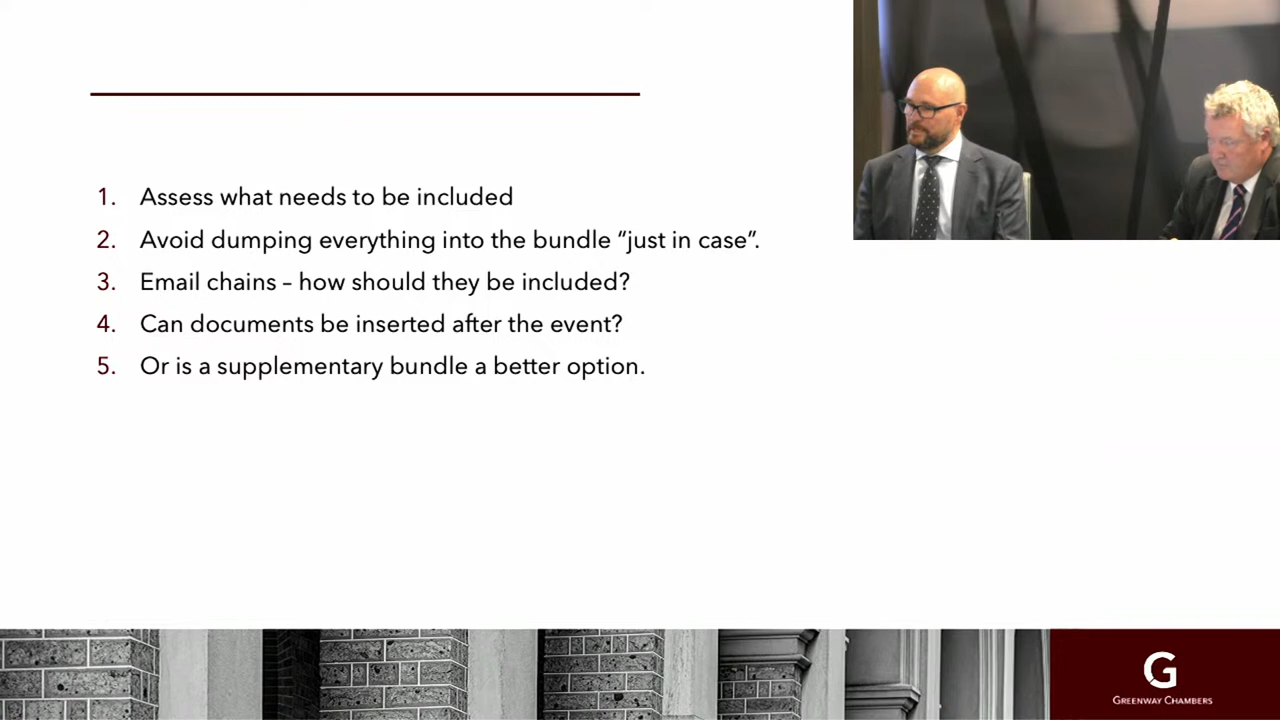 1. Assess what needs to be included
2. Avoid dumping everything into the bundle “just in case”.
3. Email chains – how should they be included?
4. Can documents be inserted after the event?
5. Or is a supplementary bundle a better option.
G
GREENWAY CHAMBERS